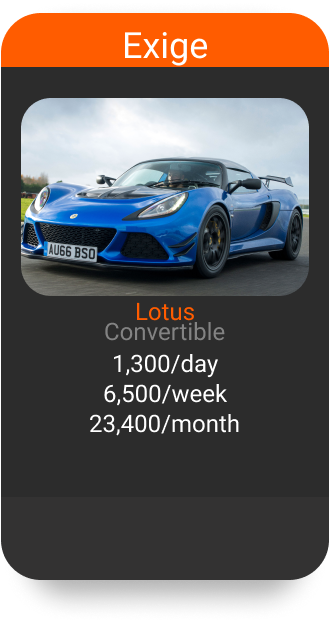 Exige
AU66 BSO
Lotus
Convertible
1,300/day
6,500/week
23,400/month